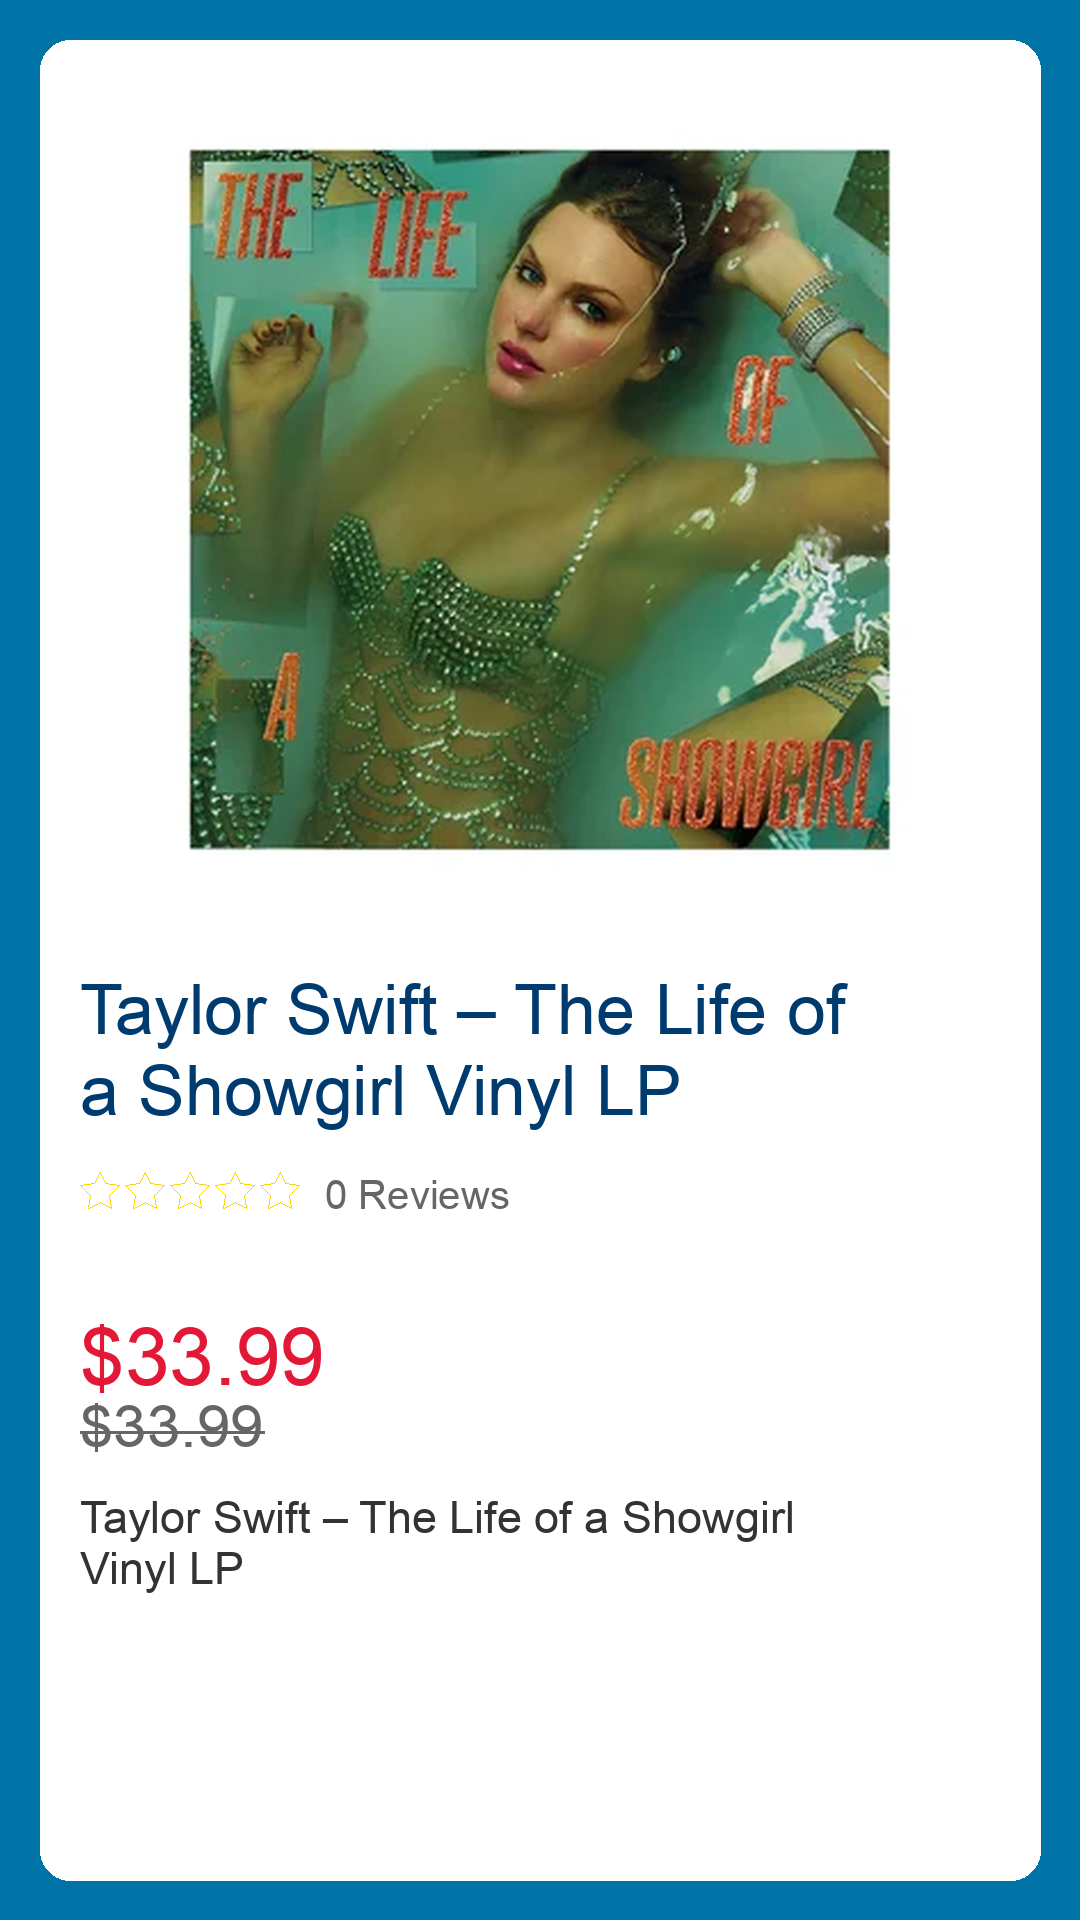 THE LIFE
OF
A
SHOWGIRL
Taylor Swift – The Life of
a Showgirl Vinyl LP
0 Reviews
$33.99
$33.99
Taylor Swift – The Life of a Showgirl
Vinyl LP